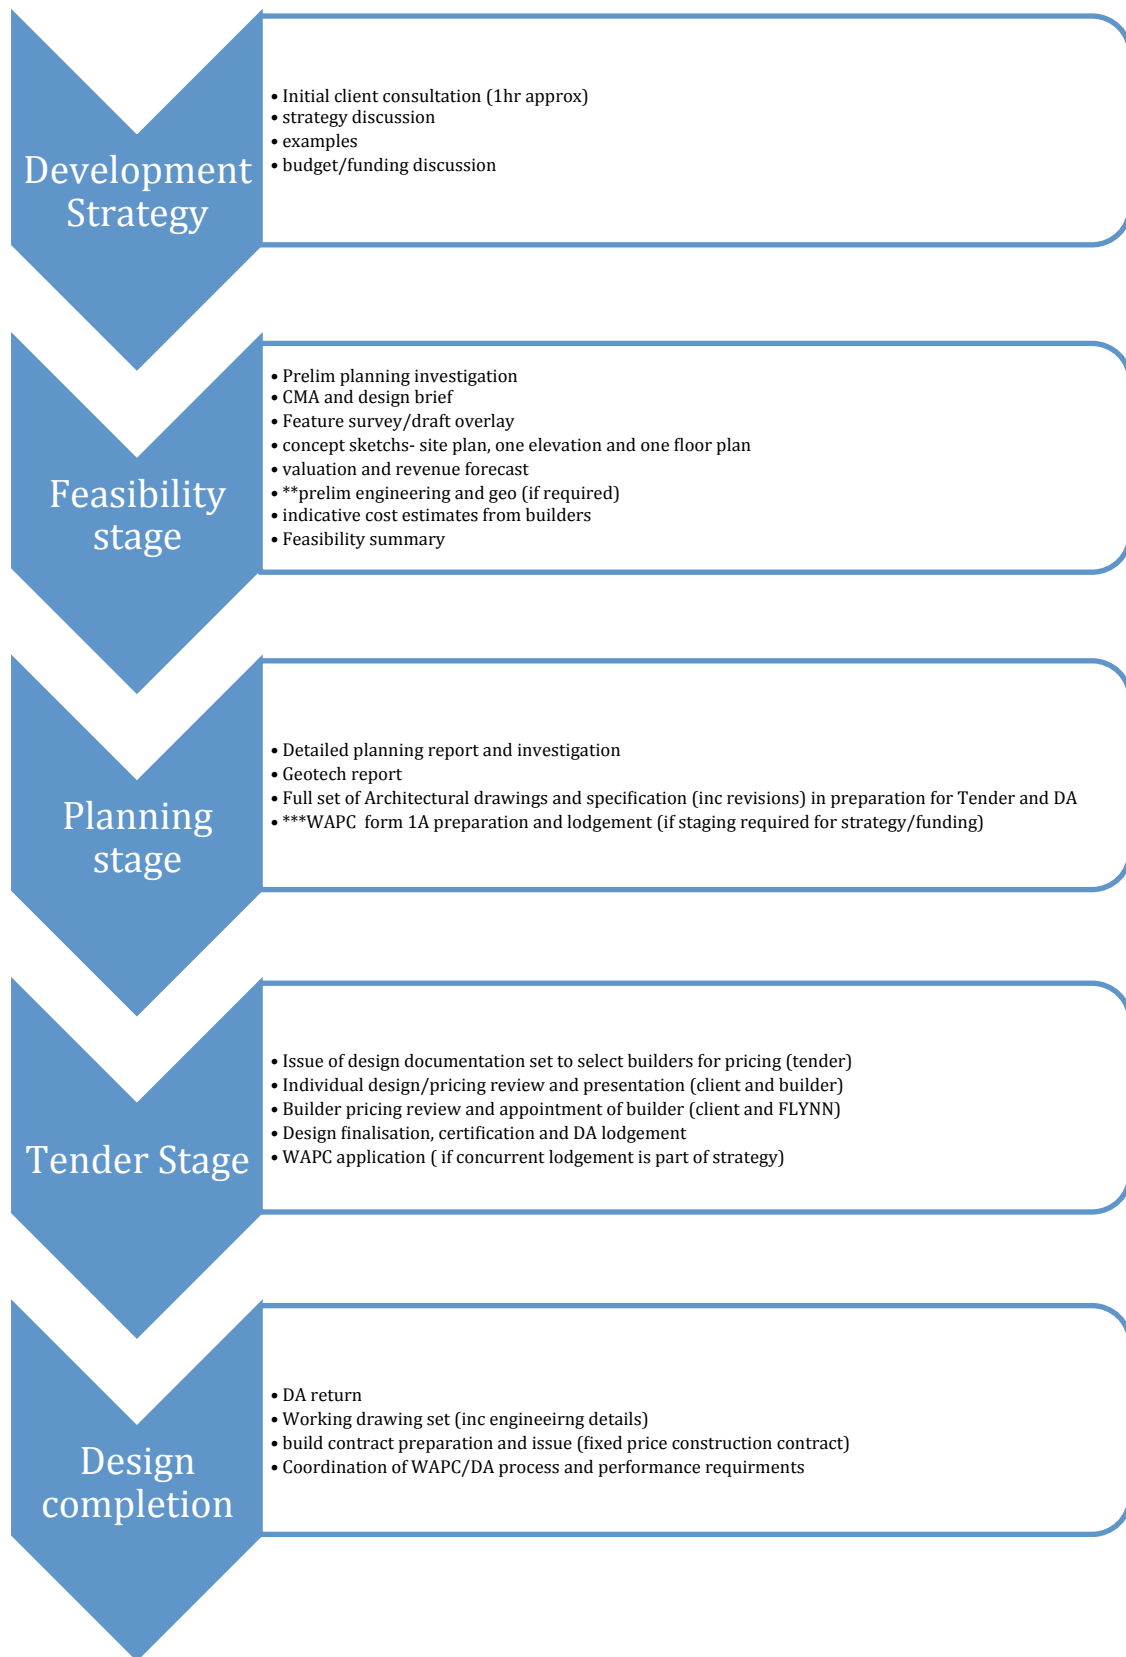 Development
Strategy
• Initial client consultation (1hr approx)
• strategy discussion
• examples
• budget/funding discussion
Feasibility
stage
• Prelim planning investigation
• CMA and design brief
• Feature survey/draft overlay
• concept sketchs- site plan, one elevation and one floor plan
• valuation and revenue forecast
• **prelim engineering and geo (if required)
• indicative cost estimates from builders
• Feasibility summary
Planning
stage
• Detailed planning report and investigation
• Geotech report
• Full set of Architectural drawings and specification (inc revisions) in preparation for Tender and DA
• ***WAPC  form 1A preparation and lodgement (if staging required for strategy/funding)
Tender Stage
• Issue of design documentation set to select builders for pricing (tender)
• Individual design/pricing review and presentation (client and builder)
• Builder pricing review and appointment of builder (client and FLYNN)
• Design finalisation, certification and DA lodgement
• WAPC application ( if concurrent lodgement is part of strategy)
Design
completion
• DA return
• Working drawing set (inc engineeirng details)
• build contract preparation and issue (fixed price construction contract)
• Coordination of WAPC/DA process and performance requirments